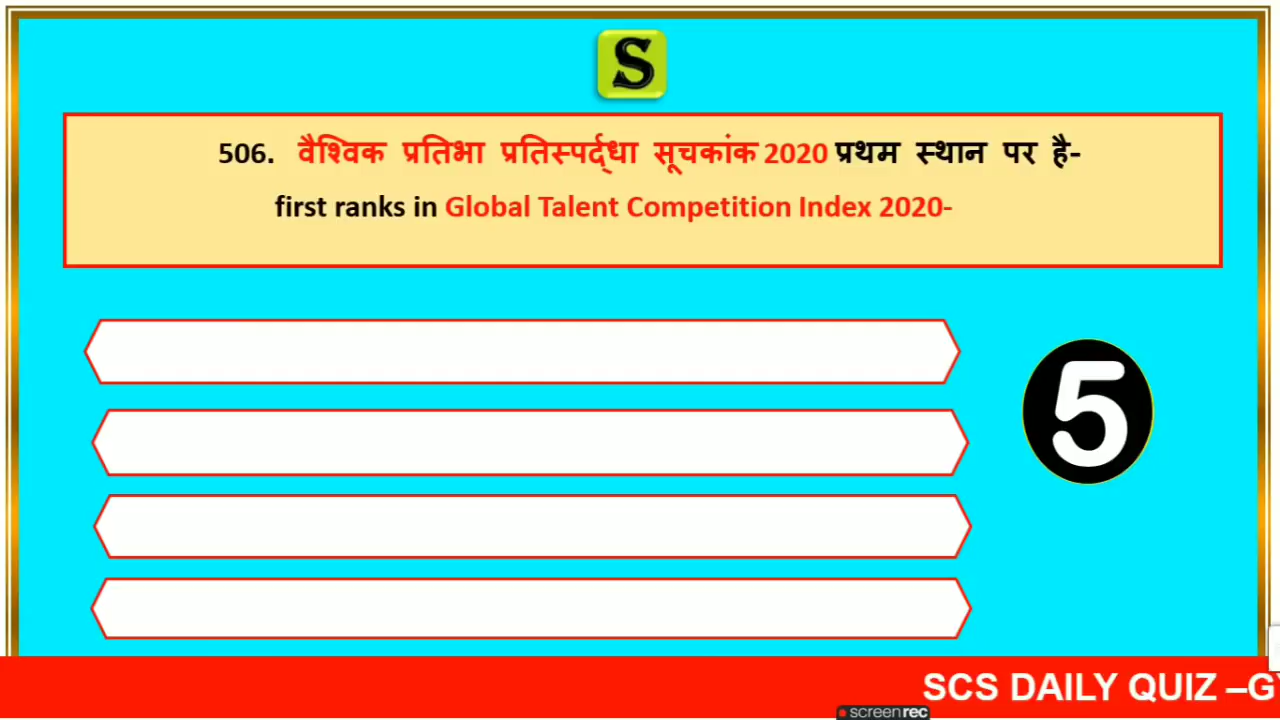 S
506. वैश्विक प्रतिभा प्रतिस्पर्द्धा सूचकांक 2020 प्रथम स्थान पर है-
first ranks in Global Talent Competition Index 2020-
5
SCS DAILY QUIZ –GY
screenrec